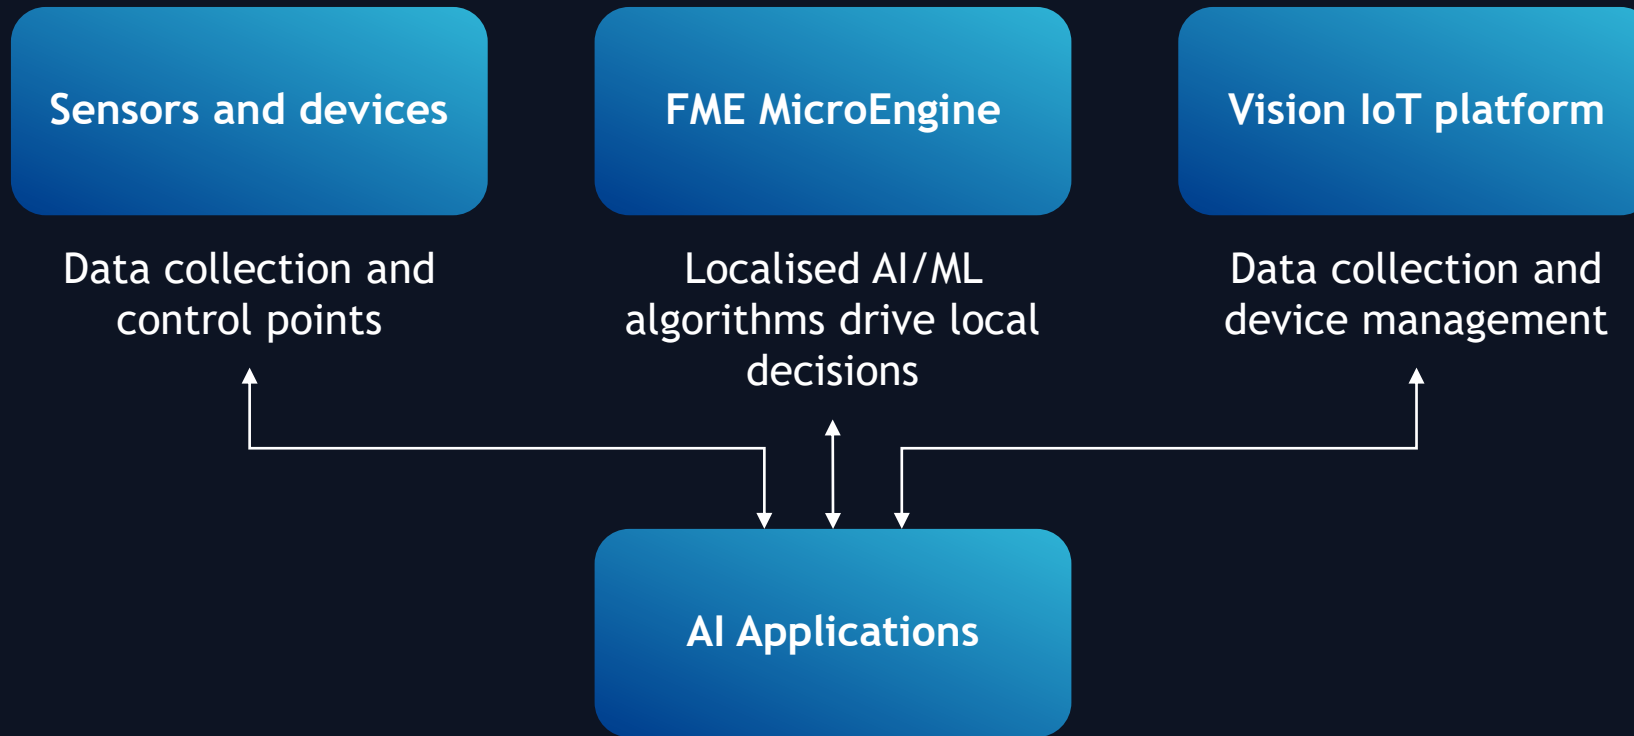 Sensors and devices
FME MicroEngine
Vision IoT platform
Data collection and
control points
Localised AI/ML
algorithms drive local
decisions
Data collection and
device management
AI Applications